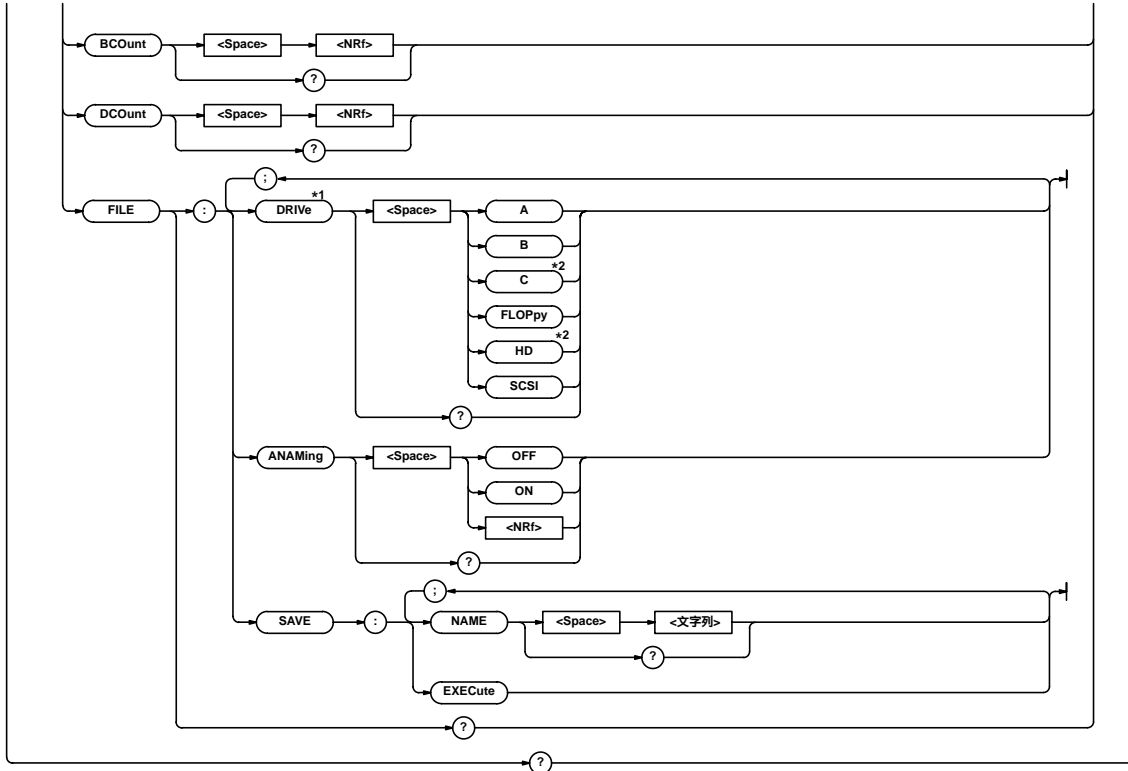 BCOunt <Space> <NRf>
?
DCOunt <Space> <NRf>
?
;
FILE : DRIVe *1 <Space> A
B
C *2
FLOPpy
HD *2
SCSI
?
ANAMing <Space> OFF
ON
<NRf>
?
;
SAVE : NAME <Space> <文字列>
?
EXECute
?
?